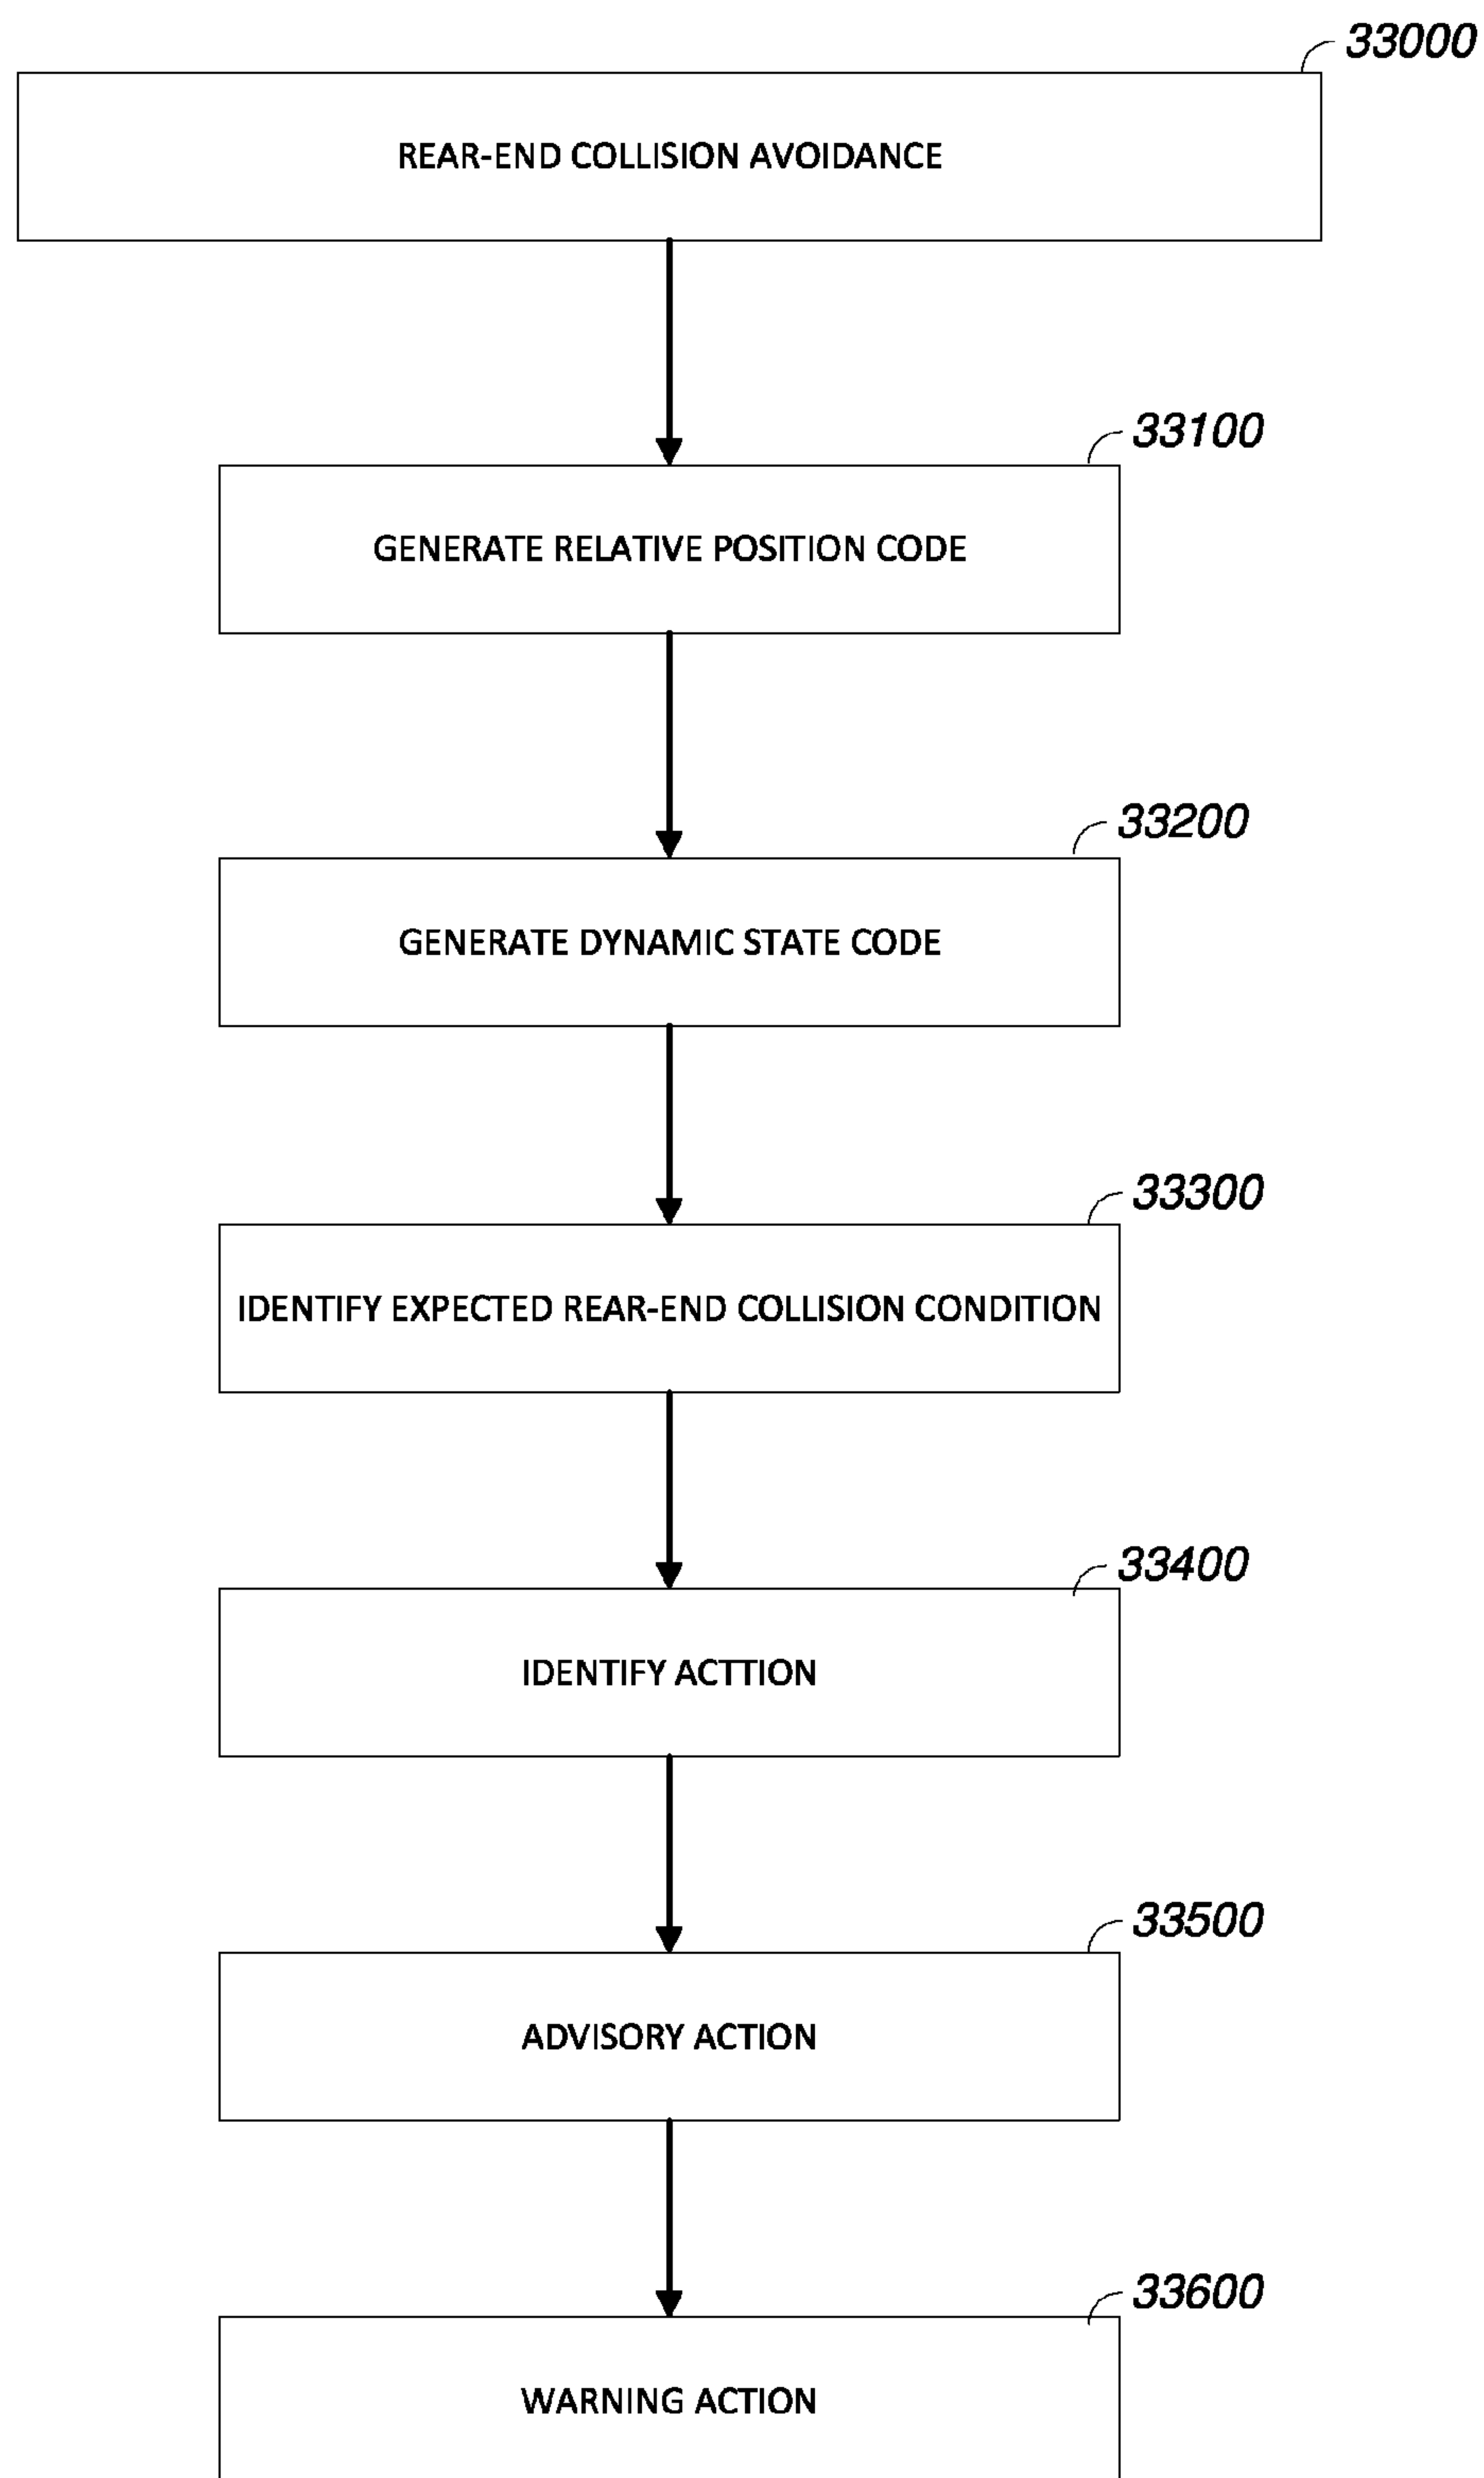 33000
REAR-END COLLISION AVOIDANCE
33100
GENERATE RELATIVE POSITION CODE
33200
GENERATE DYNAMIC STATE CODE
33300
IDENTIFY EXPECTED REAR-END COLLISION CONDITION
33400
IDENTIFY ACTTION
33500
ADVISORY ACTION
33600
WARNING ACTION